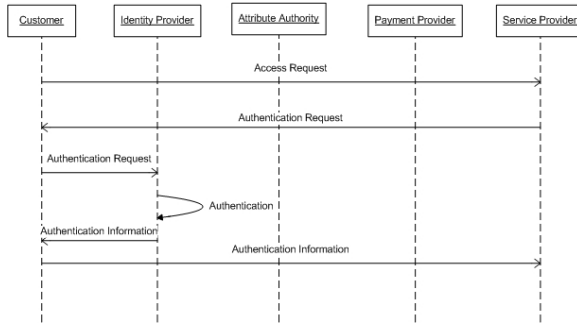 Customer
Identity Provider
Attribute Authority
Payment Provider
Service Provider
Access Request
Authentication Request
Authentication Request
Authentication
Authentication Information
Authentication Information